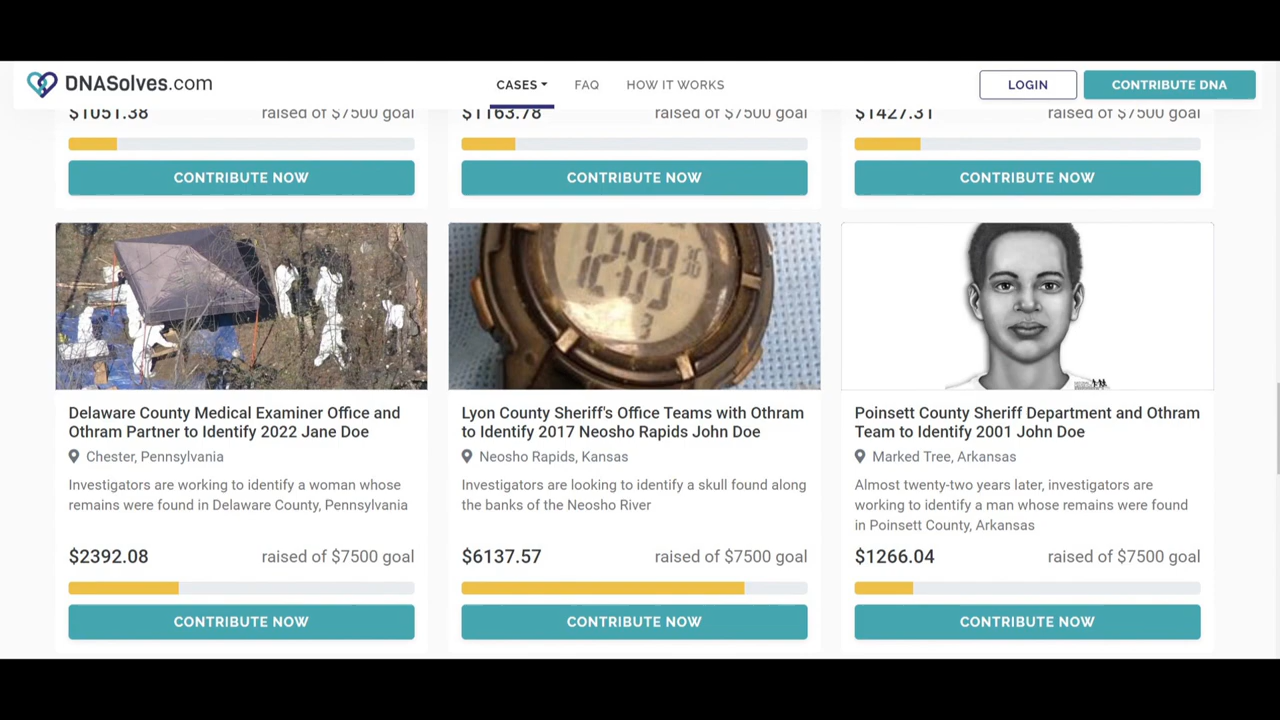 DNASolves.com
CASES
FAQ
HOW IT WORKS
LOGIN
CONTRIBUTE DNA
$1051.38 raised of $7500 goal
$1163.78 raised of $7500 goal
$1427.31 raised of $7500 goal
CONTRIBUTE NOW
CONTRIBUTE NOW
CONTRIBUTE NOW
Delaware County Medical Examiner Office and
Othram Partner to Identify 2022 Jane Doe
Chester, Pennsylvania
Investigators are working to identify a woman whose
remains were found in Delaware County, Pennsylvania
$2392.08 raised of $7500 goal
CONTRIBUTE NOW
12:09
Lyon County Sheriff's Office Teams with Othram
to Identify 2017 Neosho Rapids John Doe
Neosho Rapids, Kansas
Investigators are looking to identify a skull found along
the banks of the Neosho River
$6137.57 raised of $7500 goal
CONTRIBUTE NOW
Poinsett County Sheriff Department and Othram
Team to Identify 2001 John Doe
Marked Tree, Arkansas
Almost twenty-two years later, investigators are
working to identify a man whose remains were found
in Poinsett County, Arkansas
$1266.04 raised of $7500 goal
CONTRIBUTE NOW